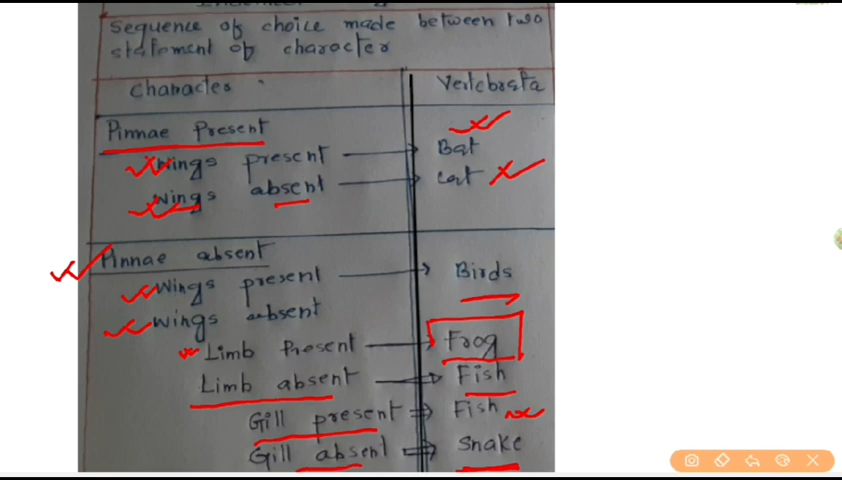 Sequence of choice made between two
statement of character
Character Vertebrata
Pinnae Present
Wings present → Bat
Wings absent → Cat
Pinnae absent
Wings present → Birds
Wings absent
Limb Present → Frog
Limb absent → Fish
Gill present ⇒ Fish
Gill absent ⇒ Snake